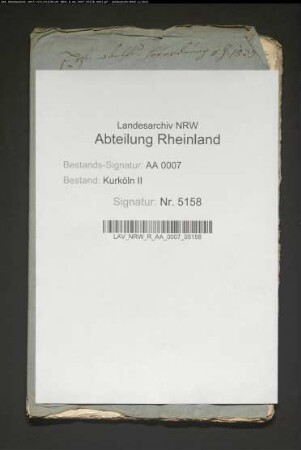 Landesarchiv NRW
Abteilung Rheinland
Bestands-Signatur: AA 0007
Bestand: Kurköln II
Signatur: Nr. 5158
LAV_NRW_R_AA_0007_05158